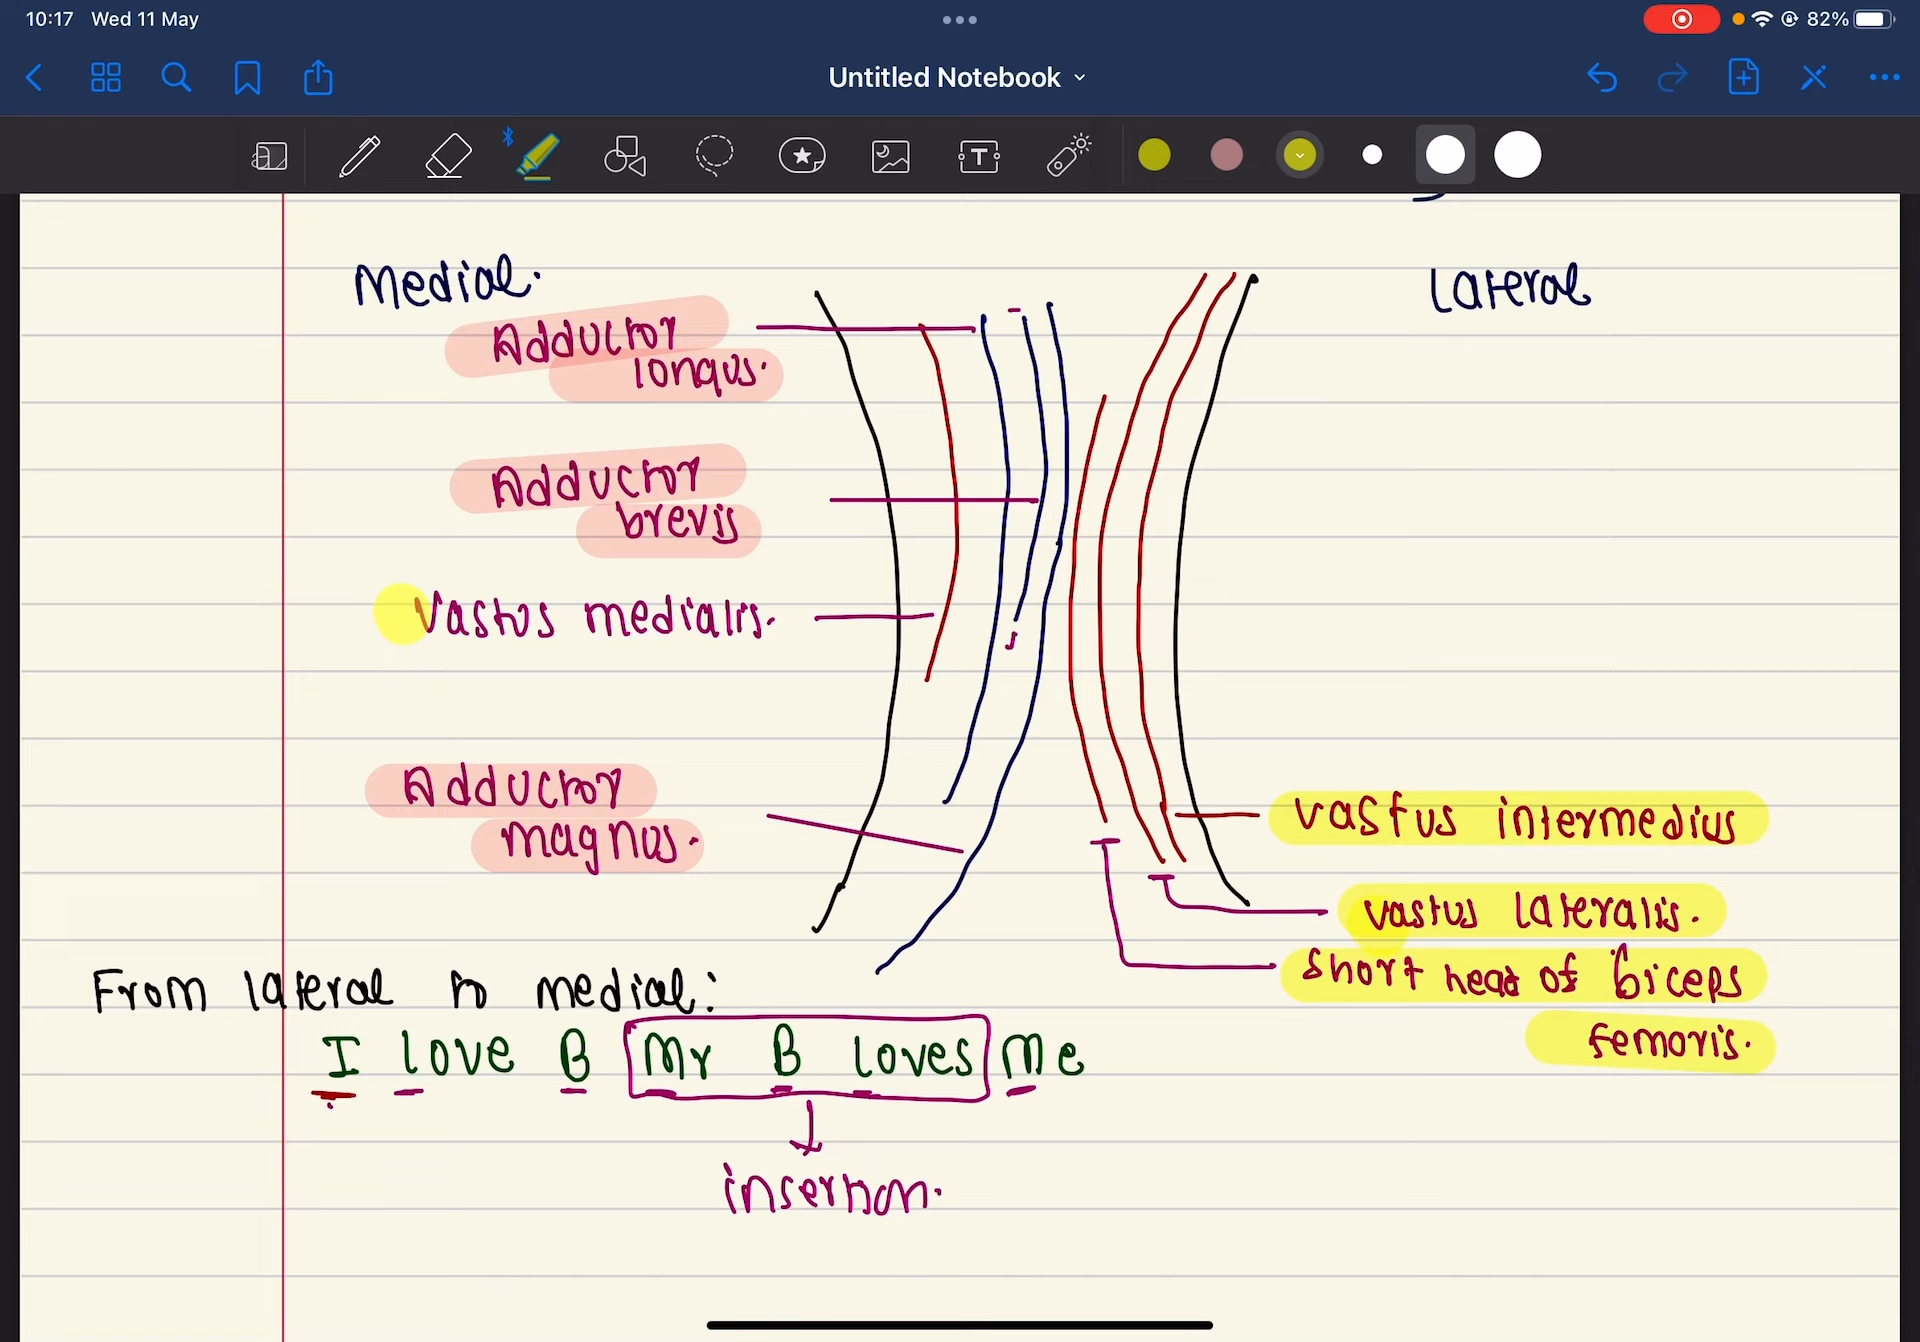 10:17 Wed 11 May
82%
Untitled Notebook
Medial.
Lateral
Adductor
longus.
Adductor
brevis
Vastus medialis.
Adductor
magnus.
Vastus intermedius
Vastus lateralis.
Short head of biceps
femoris.
From lateral to medial:
I love B Mr B loves Me
insertion.